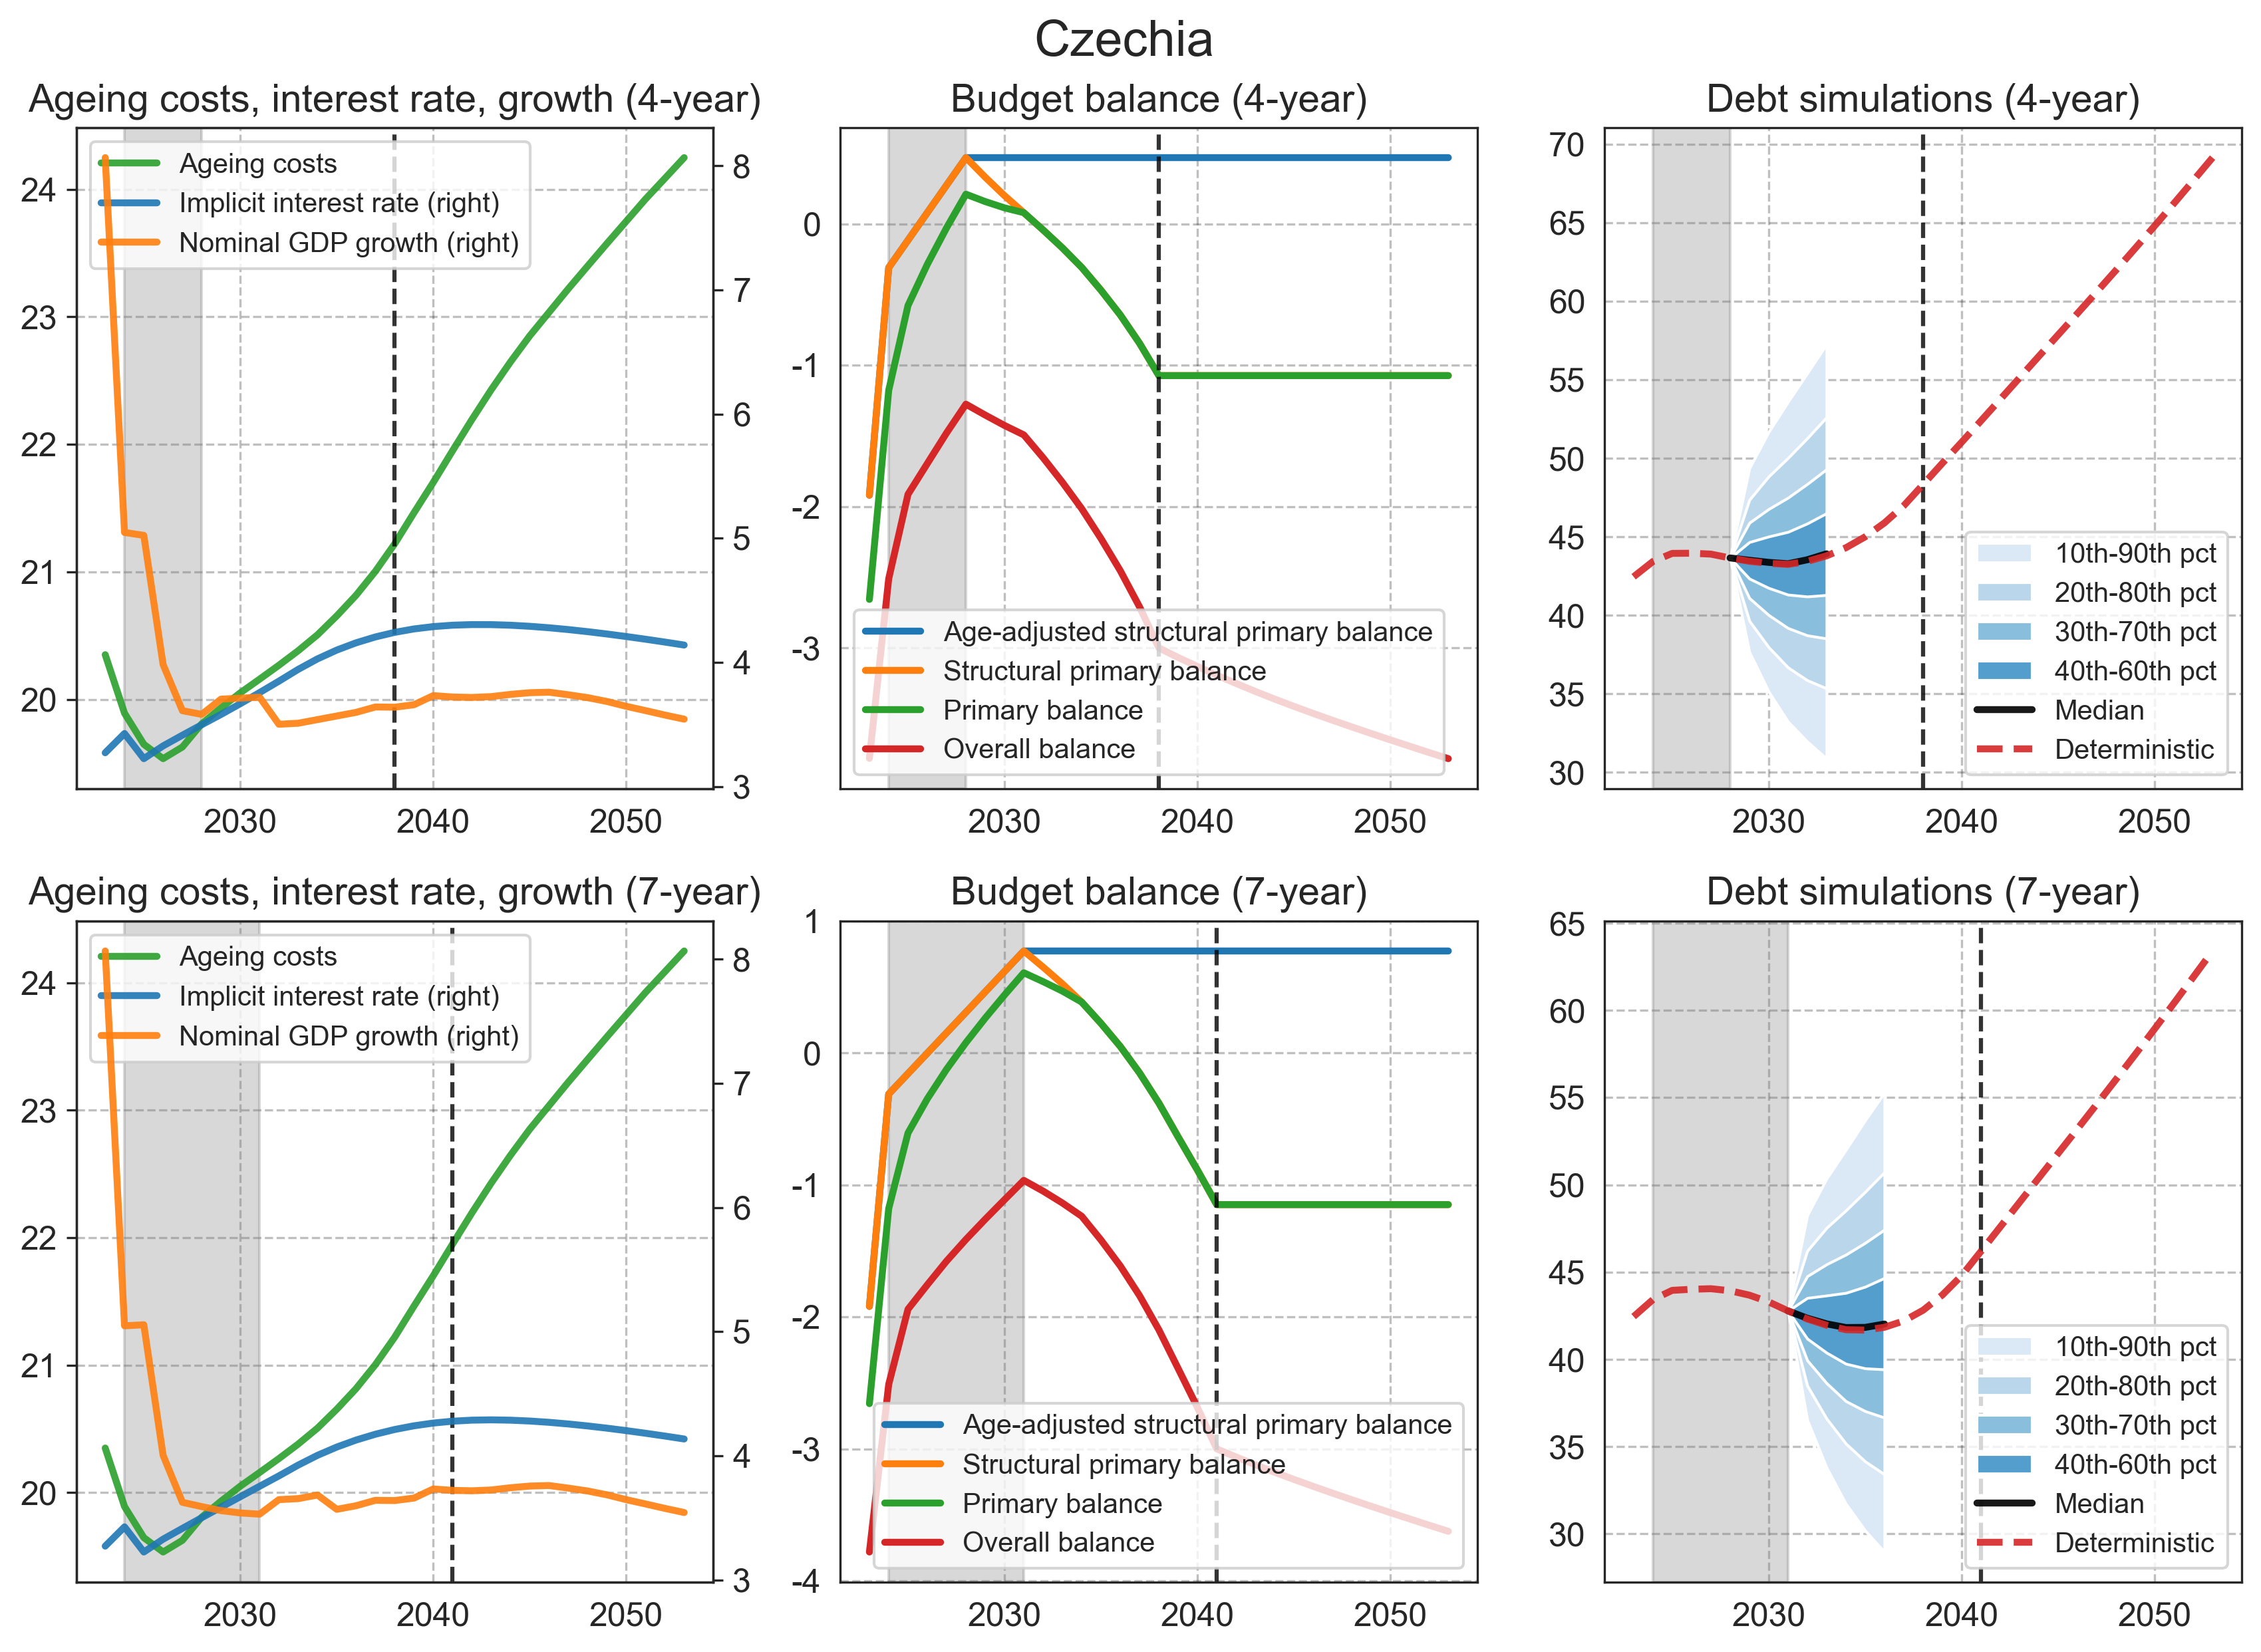 Czechia
Ageing costs, interest rate, growth (4-year)
24
23
22
21
20
8
7
6
5
4
3
2030
2040
2050
Ageing costs
Implicit interest rate (right)
Nominal GDP growth (right)
Budget balance (4-year)
0
-1
-2
-3
2030
2040
2050
Age-adjusted structural primary balance
Structural primary balance
Primary balance
Overall balance
Debt simulations (4-year)
70
65
60
55
50
45
40
35
30
2030
2040
2050
10th-90th pct
20th-80th pct
30th-70th pct
40th-60th pct
Median
Deterministic
Ageing costs, interest rate, growth (7-year)
24
23
22
21
20
8
7
6
5
4
3
2030
2040
2050
Ageing costs
Implicit interest rate (right)
Nominal GDP growth (right)
Budget balance (7-year)
1
0
-1
-2
-3
-4
2030
2040
2050
Age-adjusted structural primary balance
Structural primary balance
Primary balance
Overall balance
Debt simulations (7-year)
65
60
55
50
45
40
35
30
2030
2040
2050
10th-90th pct
20th-80th pct
30th-70th pct
40th-60th pct
Median
Deterministic